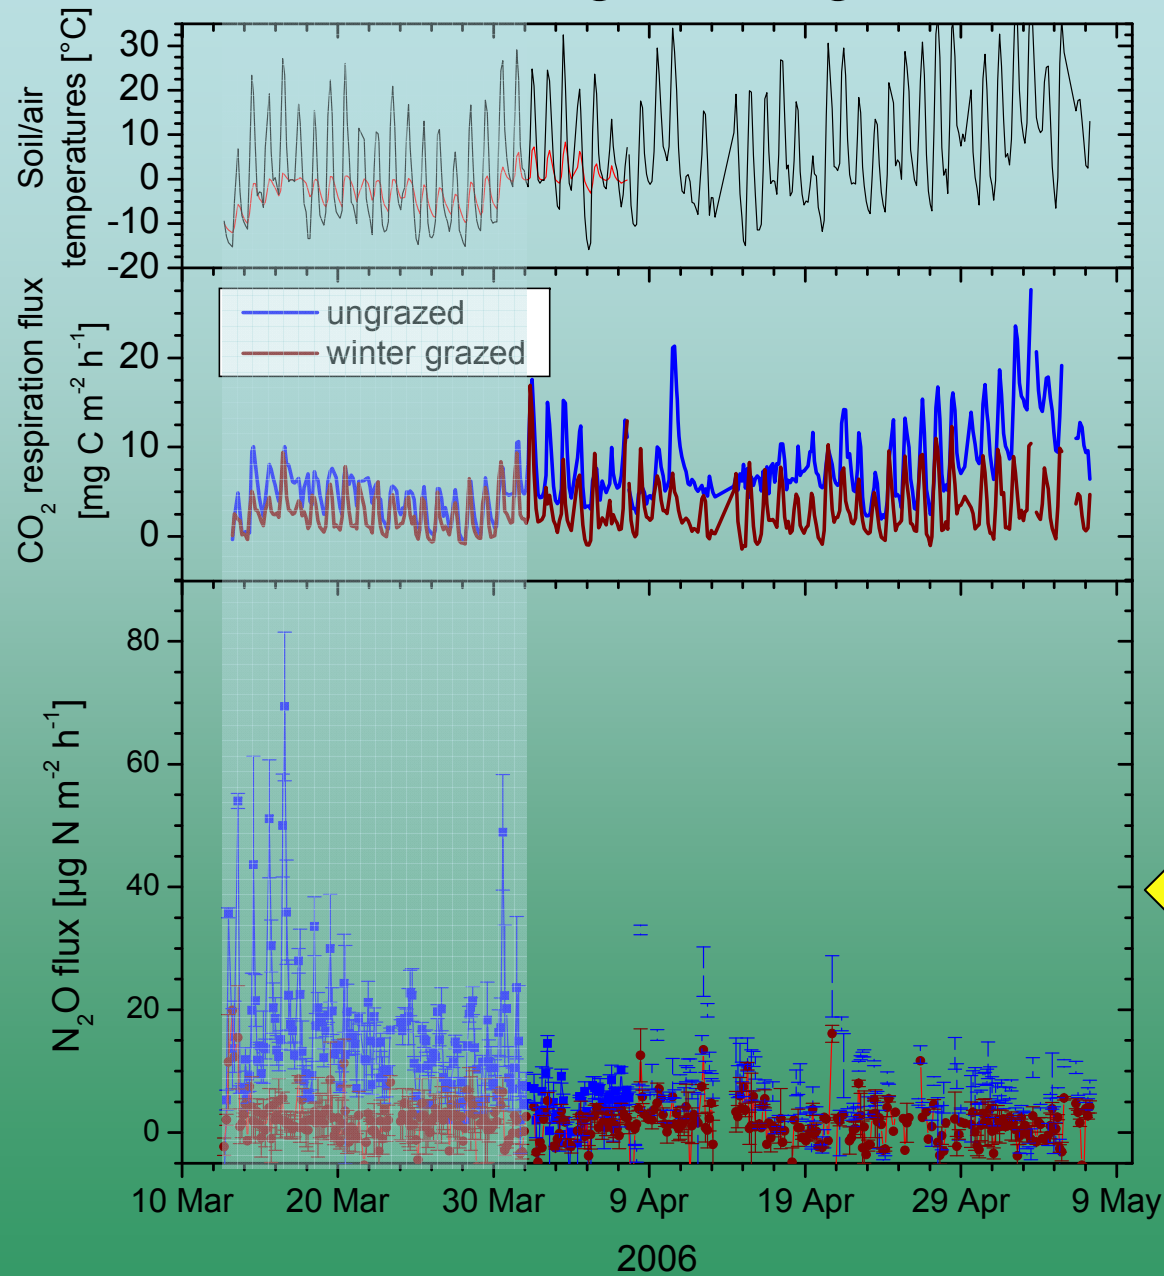 Soil/air
temperatures [°C]
30
20
10
0
-10
-20
CO₂ respiration flux
[mg C m⁻² h⁻¹]
ungrazed
winter grazed
20
10
0
N₂O flux [µg N m⁻² h⁻¹]
80
60
40
20
0
10 Mar 20 Mar 30 Mar 9 Apr 19 Apr 29 Apr 9 May
2006